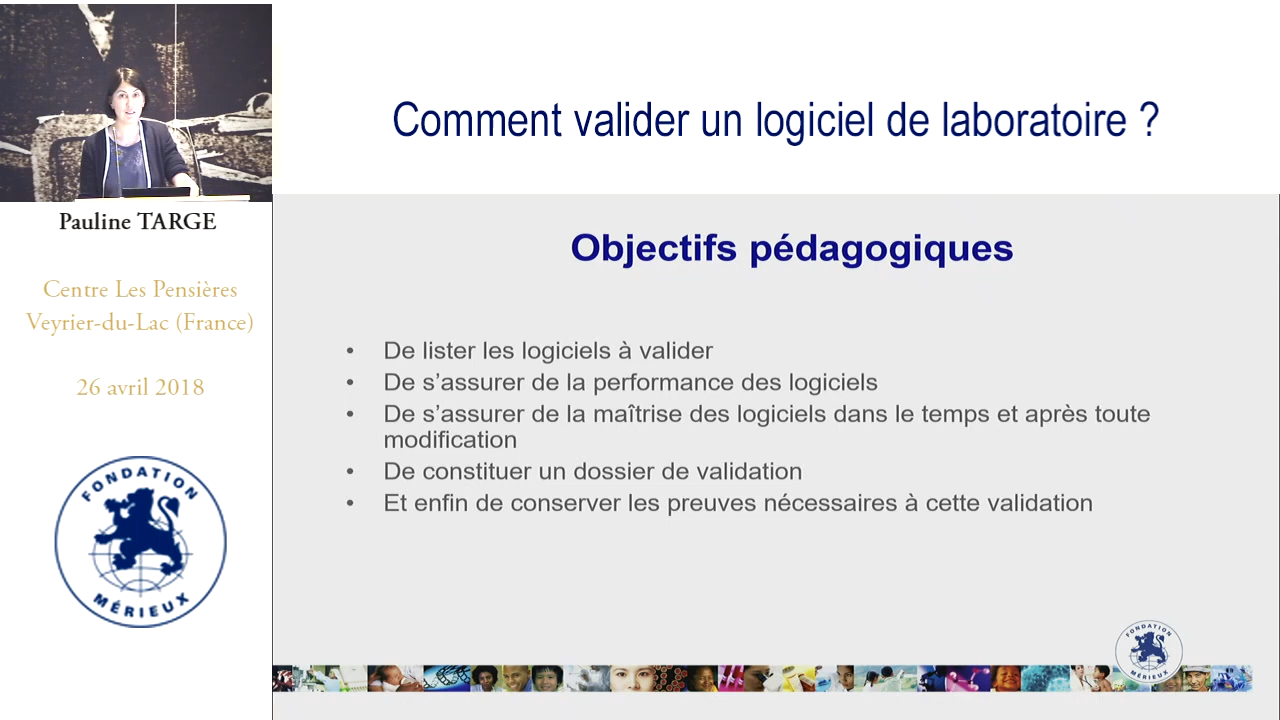 Comment valider un logiciel de laboratoire ?
Pauline TARGE
Centre Les Pensières
Veyrier-du-Lac (France)
26 avril 2018
FONDATION
MÉRIEUX
Objectifs pédagogiques
• De lister les logiciels à valider
• De s'assurer de la performance des logiciels
• De s'assurer de la maîtrise des logiciels dans le temps et après toute
modification
• De constituer un dossier de validation
• Et enfin de conserver les preuves nécessaires à cette validation
FONDATION
MÉRIEUX